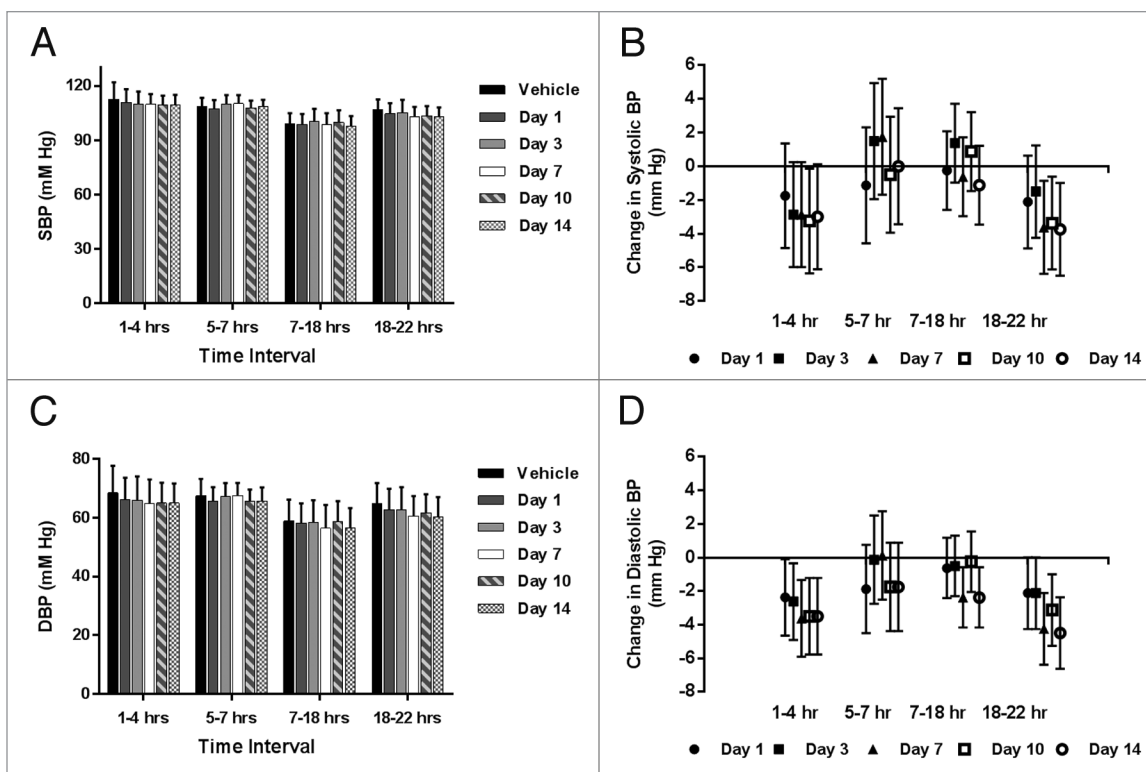 A
SBP (mM Hg)
120
90
60
30
0
1-4 hrs 5-7 hrs 7-18 hrs 18-22 hrs
Time Interval
Vehicle
Day 1
Day 3
Day 7
Day 10
Day 14
B
Change in Systolic BP
(mm Hg)
6
4
2
0
-2
-4
-6
-8
1-4 hr 5-7 hr 7-18 hr 18-22 hr
Day 1 Day 3 Day 7 Day 10 Day 14
C
DBP (mM Hg)
80
60
40
20
0
1-4 hrs 5-7 hrs 7-18 hrs 18-22 hrs
Time Interval
Vehicle
Day 1
Day 3
Day 7
Day 10
Day 14
D
Change in Diastolic BP
(mm Hg)
6
4
2
0
-2
-4
-6
-8
1-4 hr 5-7 hr 7-18 hr 18-22 hr
Day 1 Day 3 Day 7 Day 10 Day 14